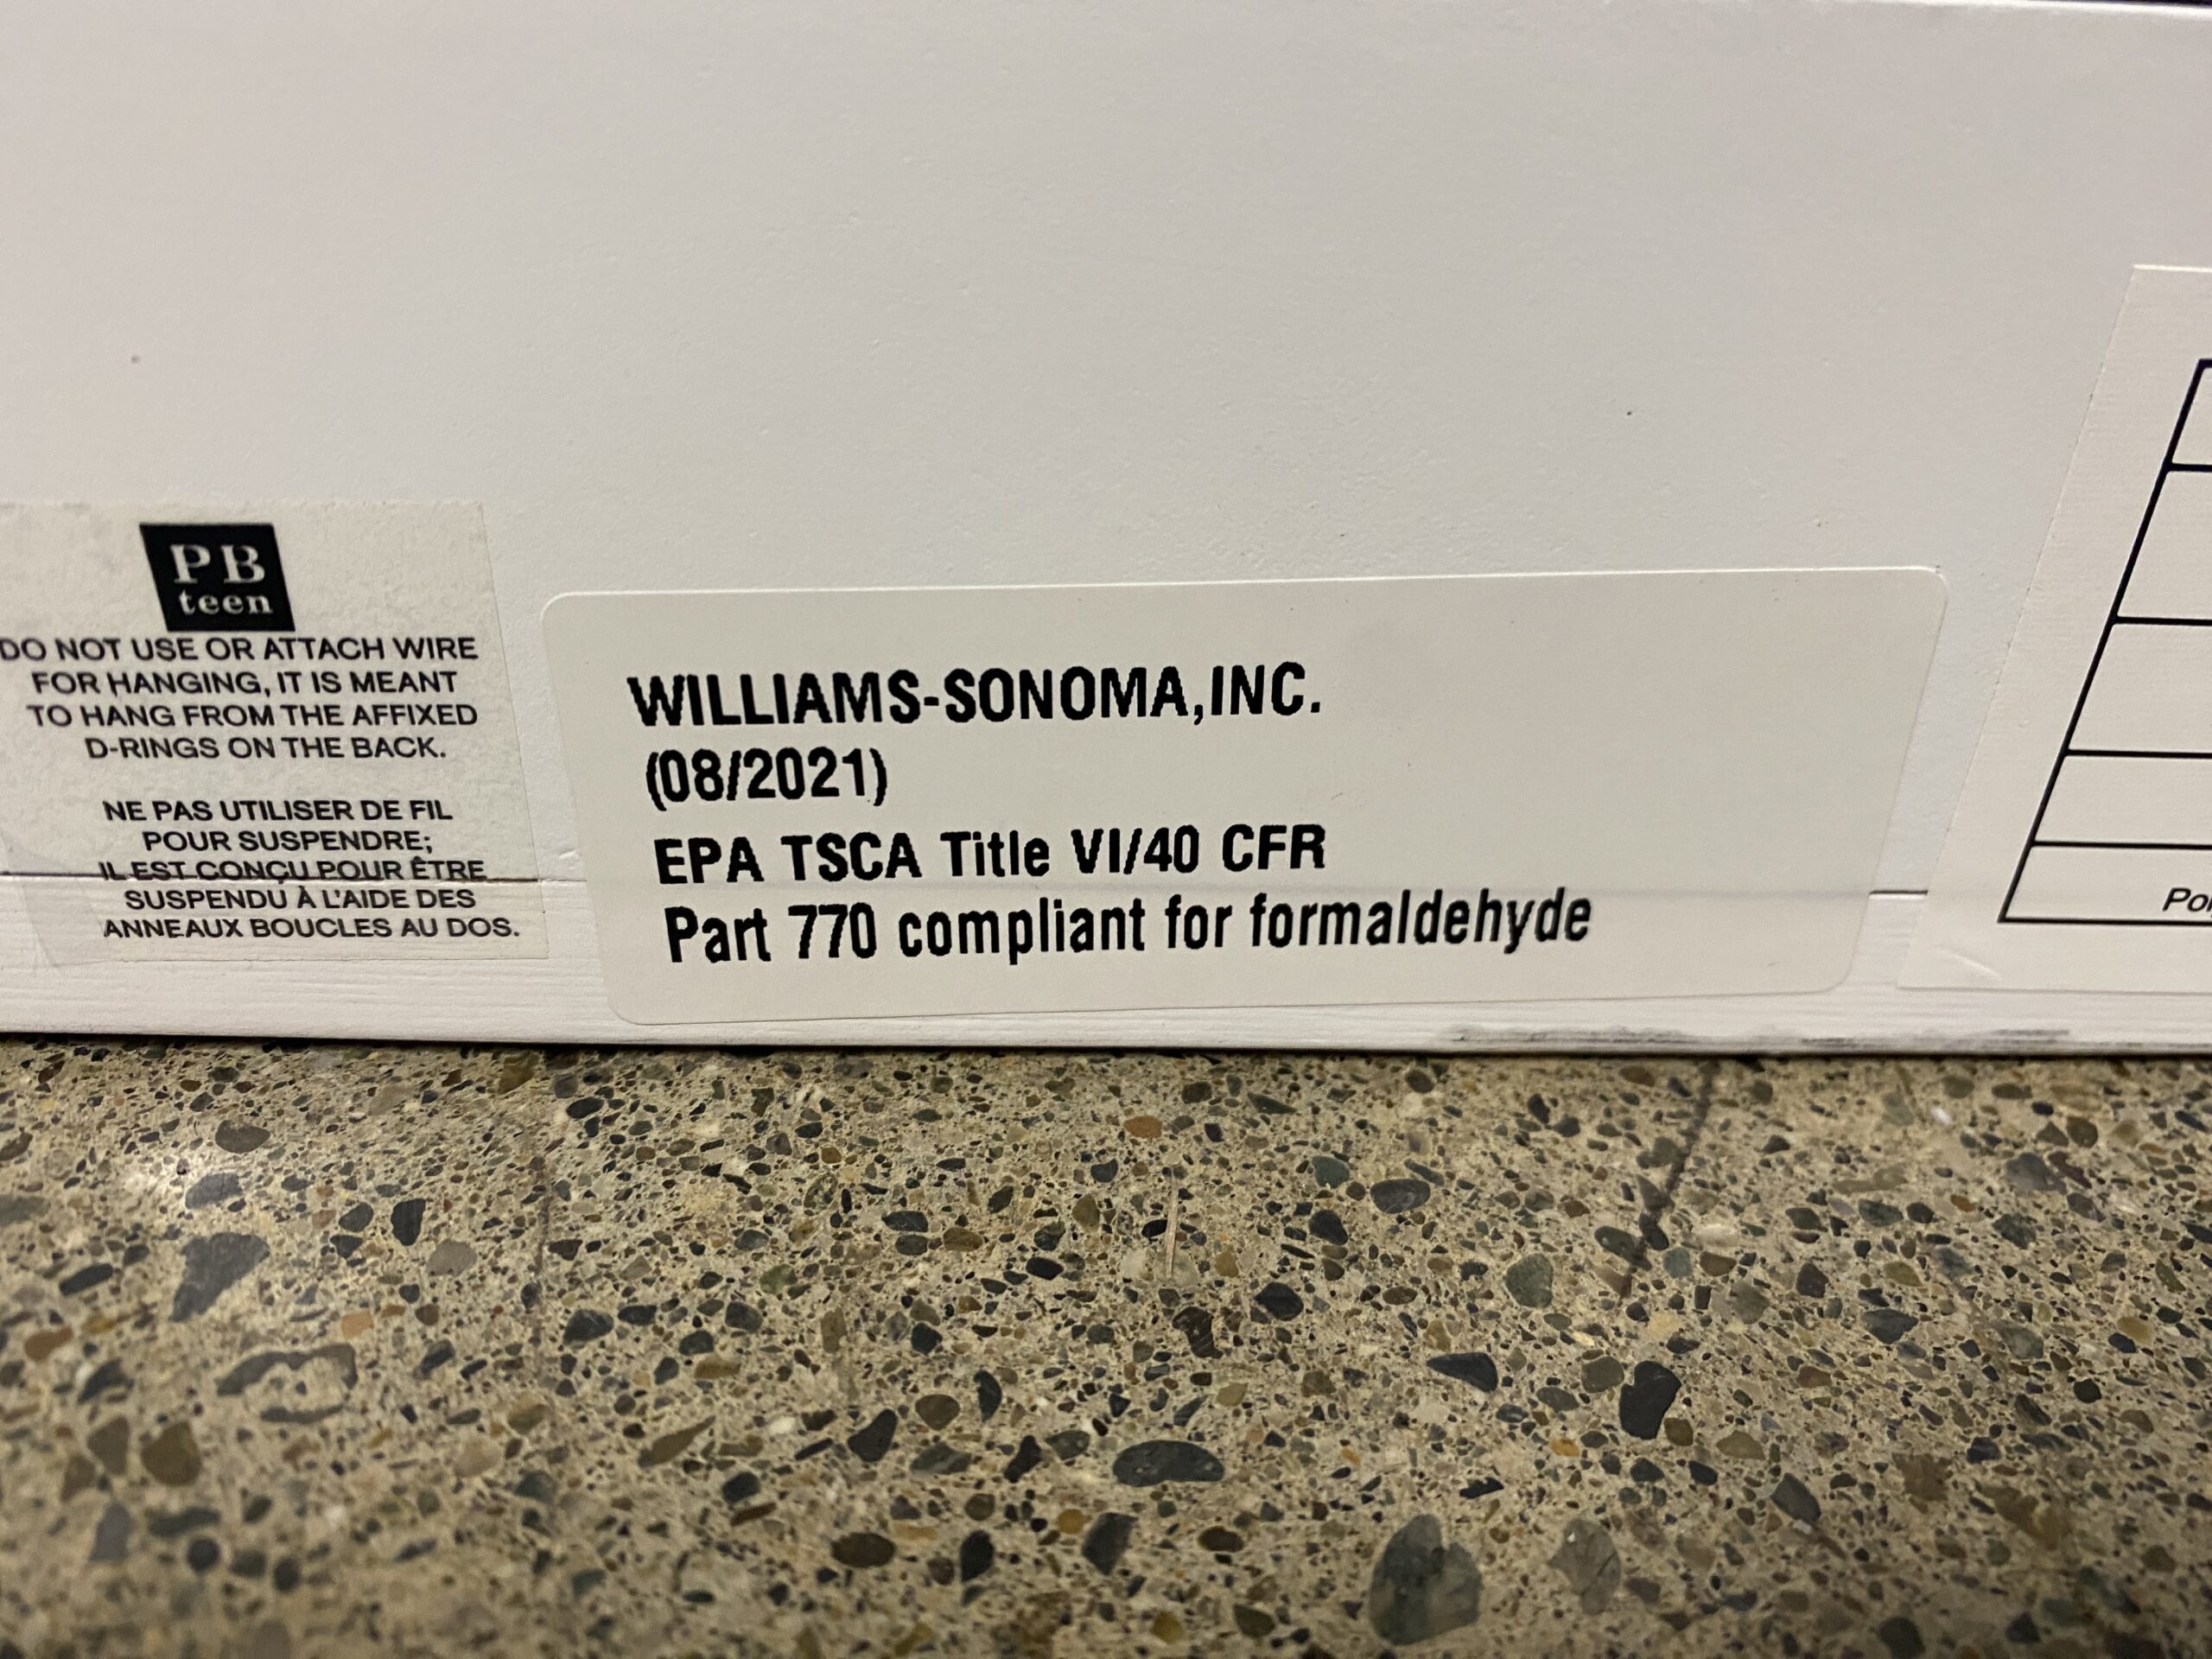 PB
teen
DO NOT USE OR ATTACH WIRE
FOR HANGING, IT IS MEANT
TO HANG FROM THE AFFIXED
D-RINGS ON THE BACK.
NE PAS UTILISER DE FIL
POUR SUSPENDRE;
IL EST CONÇU POUR ÊTRE
SUSPENDU À L'AIDE DES
ANNEAUX BOUCLES AU DOS.
WILLIAMS-SONOMA,INC.
(08/2021)
EPA TSCA Title VI/40 CFR
Part 770 compliant for formaldehyde